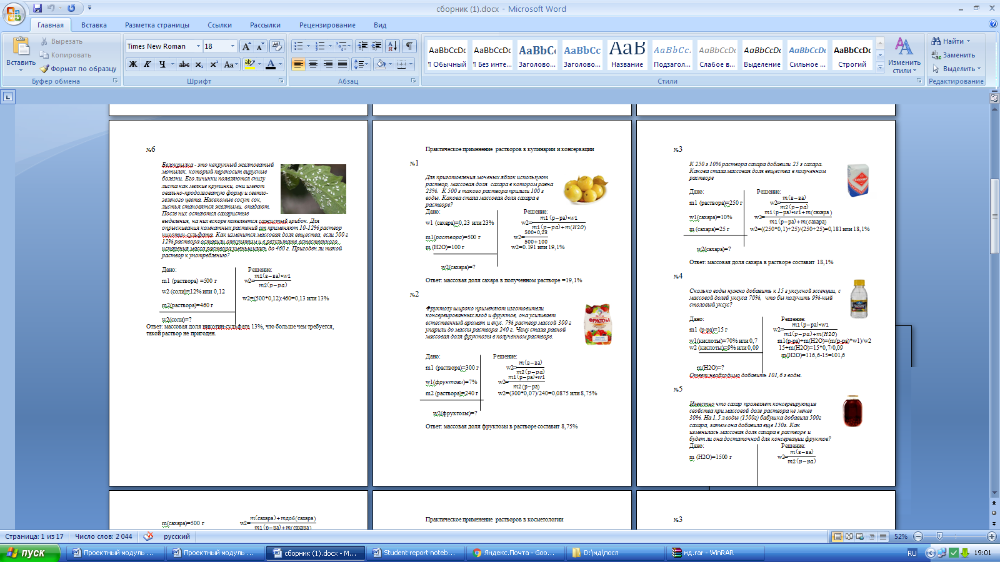 сборник (1).docx - Microsoft Word
Главная
Вставка
Разметка страницы
Ссылки
Рассылки
Рецензирование
Вид
Вставить
Вырезать
Копировать
Формат по образцу
Буфер обмена
Times New Roman
18
Шрифт
Абзац
AaBbCcDc
¶ Обычный
AaBbCcDc
¶ Без инте...
AaBbC
Заголово...
AaBbCc
Заголово...
AaB
Название
AaBbCc.
Подзагол...
AaBbCcDc
Слабое в...
AaBbCcDc
Выделение
AaBbCcDc
Сильное ...
AaBbCcDc
Строгий
Стили
Изменить
стили
Найти
Заменить
Выделить
Редактирование
№6
Белокрылка - это некрупный желтоватый
мотылек, который переносит вирусные
болезни. Его личинки появляются снизу
листа как мелкие крупинки, они имеют
овально-продолговатую форму и светло-
зеленого цвета. Насекомые сосут сок,
листья становятся желтыми, опадают.
После них остаются сахаристые
выделения, на них вскоре появляется сажистый грибок. Для
опрыскивания комнатных растений от применяют 10-12% раствор
никотин-сульфата. Как изменится массовая доля вещества, если 500 г
12% раствора оставили открытым и в результате естественного
испарения масса раствора уменьшилась до 460 г. Пригоден ли такой
раствор к употреблению?
Дано: Решение:
m1 (раствора) =500 г w2=m1(в−ва)∗w1/m2(р−ра)
w2 (соли)=12% или 0,12
w2=(500*0,12):460=0,13 или 13%
m2(раствора)=460 г
w2(соли)=?
Ответ: массовая доля никотин-сульфата 13%, что больше чем требуется,
такой раствор не пригоден.
Практическое применение растворов в кулинарии и консервации
№1
Для приготовления моченых яблок используют
раствор, массовая доля сахара в котором равна
23%. К 500 г такого раствора прилили 100 г
воды. Какова стала массовая доля сахара в
растворе?
Дано: Решение:
w1 (сахара)=0,23 или 23% w2=m1(р−ра)∗w1/m1(р−ра)+m(H2O)
m1(раствора)=500 г w2=500*0,23/500+100
m (H2O)=100 г w2=0.191 или 19,1%
w2(сахара)=?
Ответ: массовая доля сахара в полученном растворе =19,1%
№2
Фруктозу широко применяют изготовители
консервированных ягод и фруктов, она усиливает
естественный аромат и вкус. 7% раствор массой 300 г
упарили до массы раствора 240 г. Чему стала равной
массовая доля фруктозы в полученном растворе.
Дано: Решение:
m1 (раствора)=300 г w2=m(в−ва)/m2(р−ра)
w1(фруктозы)=7% w2=m1(р−ра)∗w1/m2(р−ра)
m2 (раствора)=240 г w2=(300*0,07)/240=0,0875 или 8,75%
w2(фруктозы)=?
Ответ: массовая доля фруктозы в растворе составит 8,75%
№3
К 250 г 10% раствора сахара добавили 25 г сахара.
Какова стала массовая доля вещества в полученном
растворе
Дано: Решение:
m1 (раствора)=250 г w2=m(в−ва)/m2(р−ра)
w1(сахара)=10% w2=m1(р−ра)∗w1+m(сахара)/m1(р−ра)+m(сахара)
m (сахара)=25 г w2=((250*0,1)+25)/(250+25)=0,181 или 18,1%
w2(сахара)=?
Ответ: массовая доля сахара в растворе составит 18,1%
№4
Сколько воды нужно добавить к 15 г уксусной эссенции, с
массовой долей уксуса 70%, что бы получить 9%-ный
столовый уксус?
Дано: Решение:
m1 (р-ра)=15 г w2=m1(р−ра)∗w1/m1(р−ра)+m(H2O)
w1(кислоты)=70% или 0,7 m1(р-ра)+m(H2O)=(m(р-ра)*w1)/w2
w2 (кислоты)=9% или 0,09 15+m(H2O)=15*0,7/0,09
m(H2O)=116,6-15=101,6
m(H2O)=?
Ответ:необходимо добавить 101,6 г воды.
№5
Известно что сахар проявляет консервирующие
свойства при массовой доле раствора не менее
30%. На 1,5 л воды (1500г) бабушка добавила 500г
сахара, затем она добавила еще 150г. Как
изменилась массовая доля сахара в растворе и
будет ли она достаточной для консервации фруктов?
Дано: Решение:
m (H2O)=1500 г w2=m(в−ва)/m2(р−ра)
m(сахара)=500 г w2=m(сахара)+mдоб(сахара)/m1(р−ра)+m(сахара)
Практическое применение растворов в косметологии
№3
Страница: 1 из 17
Число слов: 2 044
русский
52%
пуск
Проектный модуль ...
Проектный модуль ...
сборник (1).docx - M...
Student report noteb...
Яндекс.Почта - Goo...
D:\мд\посл
мд.rar - WinRAR
RU
19:01